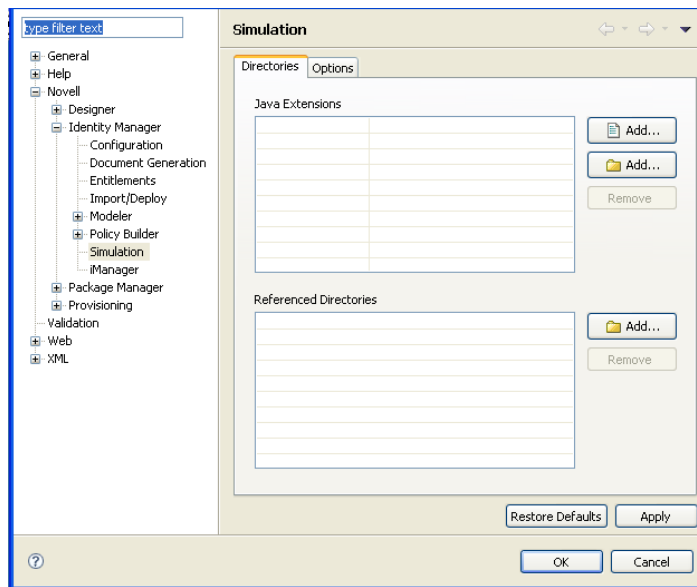 type filter text
General
Help
Novell
Designer
Identity Manager
Configuration
Document Generation
Entitlements
Import/Deploy
Modeler
Policy Builder
Simulation
iManager
Package Manager
Provisioning
Validation
Web
XML
Simulation
Directories
Options
Java Extensions
Add...
Add...
Remove
Referenced Directories
Add...
Remove
Restore Defaults
Apply
?
OK
Cancel